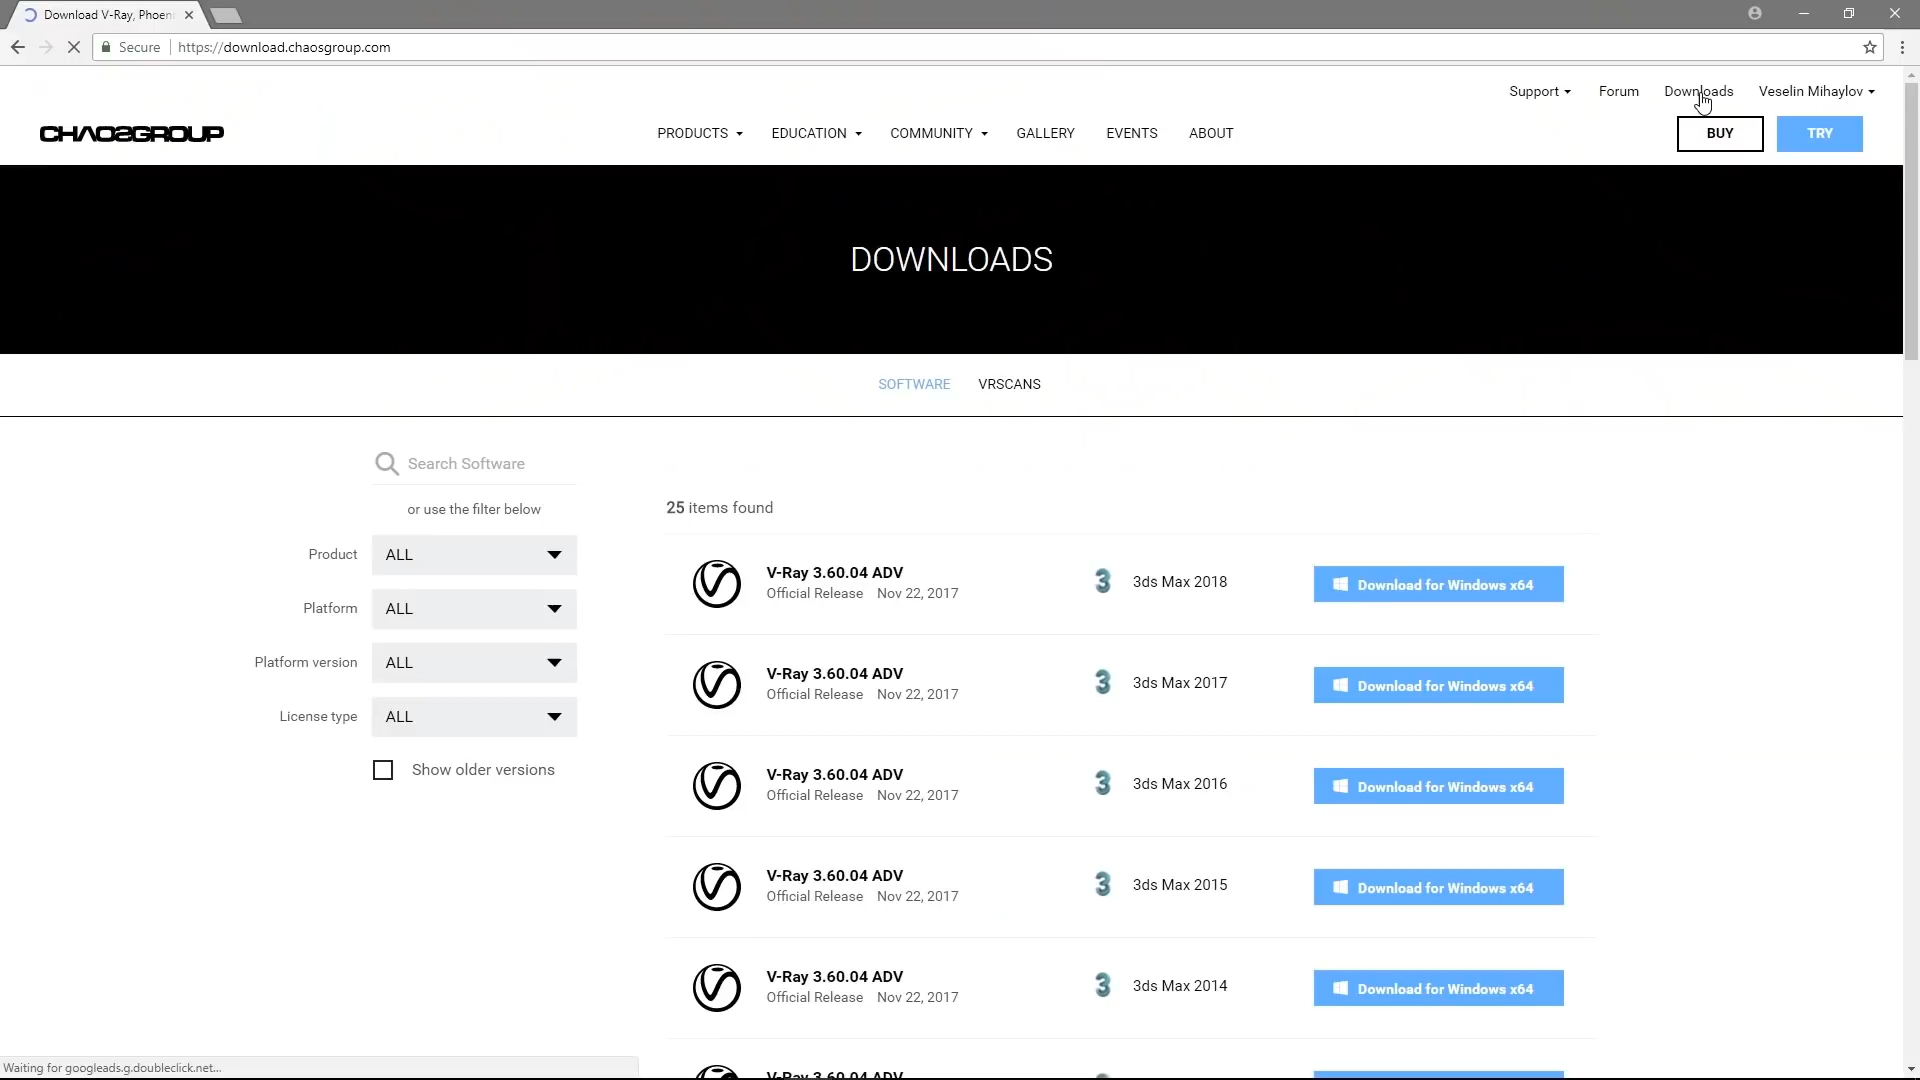 Download V-Ray, Phoen
Secure https://download.chaosgroup.com
Support Forum Downloads Veselin Mihaylov
CHAOSGROUP PRODUCTS EDUCATION COMMUNITY GALLERY EVENTS ABOUT BUY TRY
DOWNLOADS
SOFTWARE VRSCANS
Search Software
or use the filter below
25 items found
Product ALL
Platform ALL
Platform version ALL
License type ALL
Show older versions
V-Ray 3.60.04 ADV
Official Release Nov 22, 2017
3ds Max 2018
Download for Windows x64
V-Ray 3.60.04 ADV
Official Release Nov 22, 2017
3ds Max 2017
Download for Windows x64
V-Ray 3.60.04 ADV
Official Release Nov 22, 2017
3ds Max 2016
Download for Windows x64
V-Ray 3.60.04 ADV
Official Release Nov 22, 2017
3ds Max 2015
Download for Windows x64
V-Ray 3.60.04 ADV
Official Release Nov 22, 2017
3ds Max 2014
Download for Windows x64
V-Ray 3.60.04 ADV
Waiting for googleads.g.doubleclick.net...